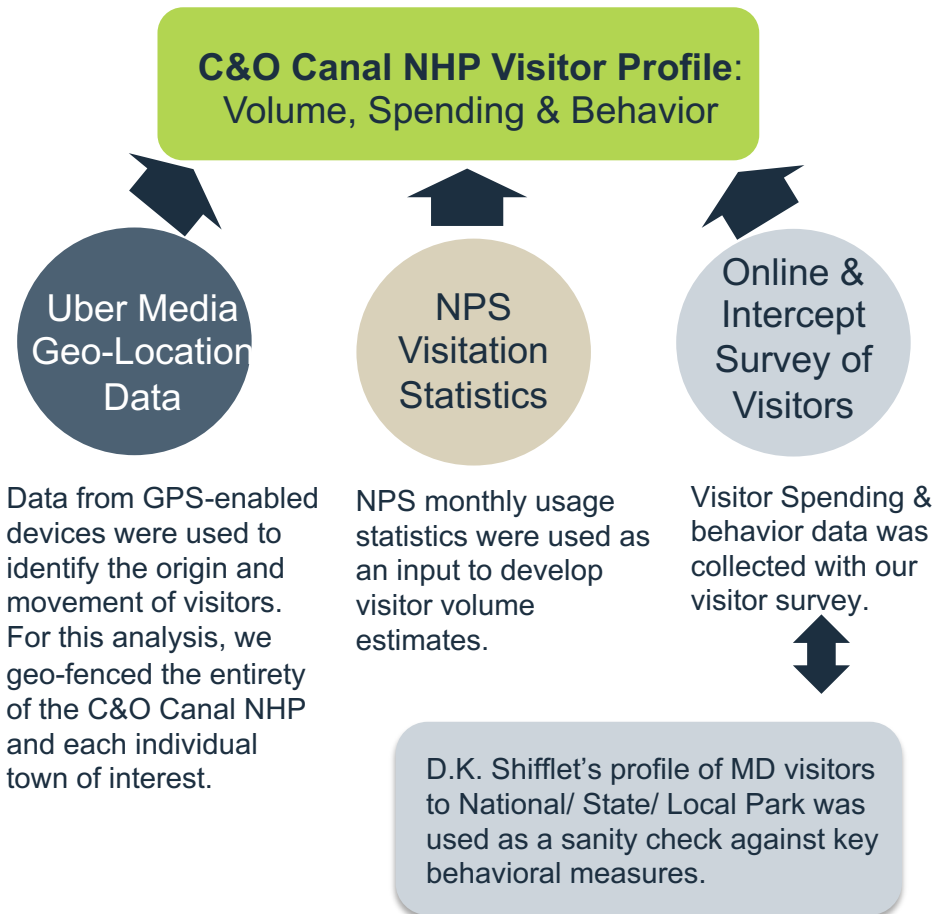 C&O Canal NHP Visitor Profile:
Volume, Spending & Behavior
Uber Media
Geo-Location
Data
NPS
Visitation
Statistics
Online &
Intercept
Survey of
Visitors
Data from GPS-enabled
devices were used to
identify the origin and
movement of visitors.
For this analysis, we
geo-fenced the entirety
of the C&O Canal NHP
and each individual
town of interest.
NPS monthly usage
statistics were used as
an input to develop
visitor volume
estimates.
Visitor Spending &
behavior data was
collected with our
visitor survey.
D.K. Shifflet's profile of MD visitors
to National/ State/ Local Park was
used as a sanity check against key
behavioral measures.